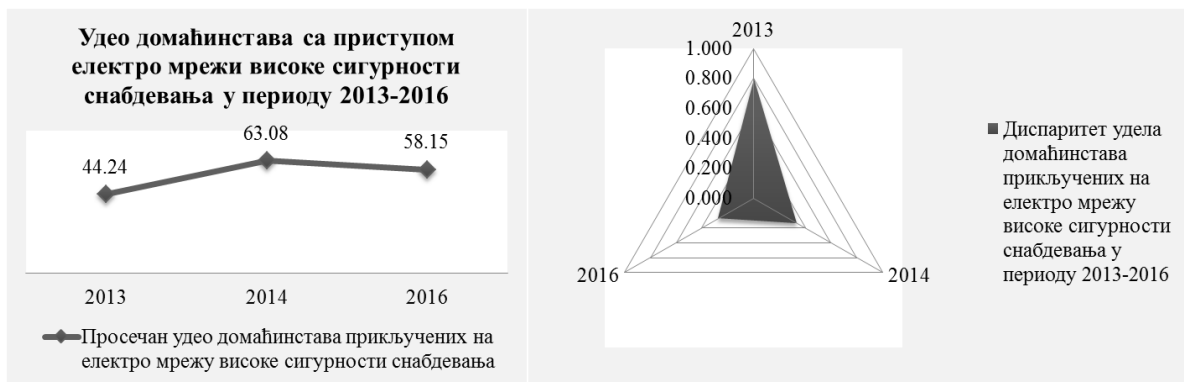 Удео домаћинстава са приступом
електро мрежи високе сигурности
снабдевања у периоду 2013-2016
44.24
63.08
58.15
2013
2014
2016
Просечан удео домаћинстава прикључених на
електро мрежу високе сигурности снабдевања
2013
1.000
0.800
0.600
0.400
0.200
0.000
2016
2014
Диспаритет удела
домаћинстава
прикључених на
електро мрежу
високе сигурности
снабдевања у
периоду 2013-2016